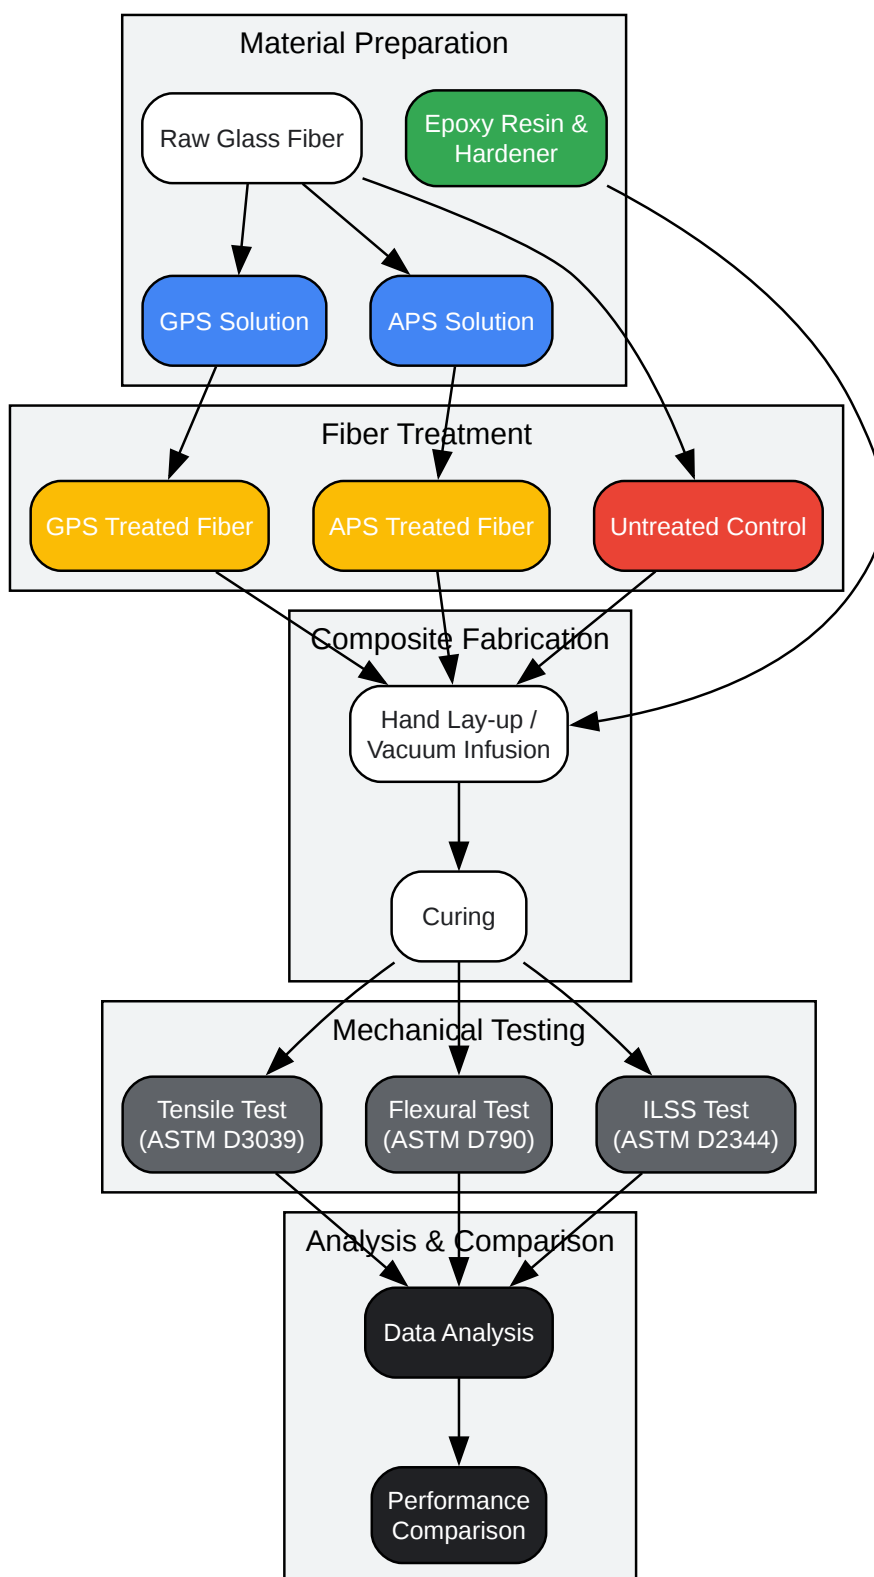 Material Preparation
Raw Glass Fiber
Epoxy Resin &
Hardener
GPS Solution
APS Solution
Fiber Treatment
GPS Treated Fiber
APS Treated Fiber
Untreated Control
Composite Fabrication
Hand Lay-up /
Vacuum Infusion
Curing
Mechanical Testing
Tensile Test
(ASTM D3039)
Flexural Test
(ASTM D790)
ILSS Test
(ASTM D2344)
Analysis & Comparison
Data Analysis
Performance
Comparison